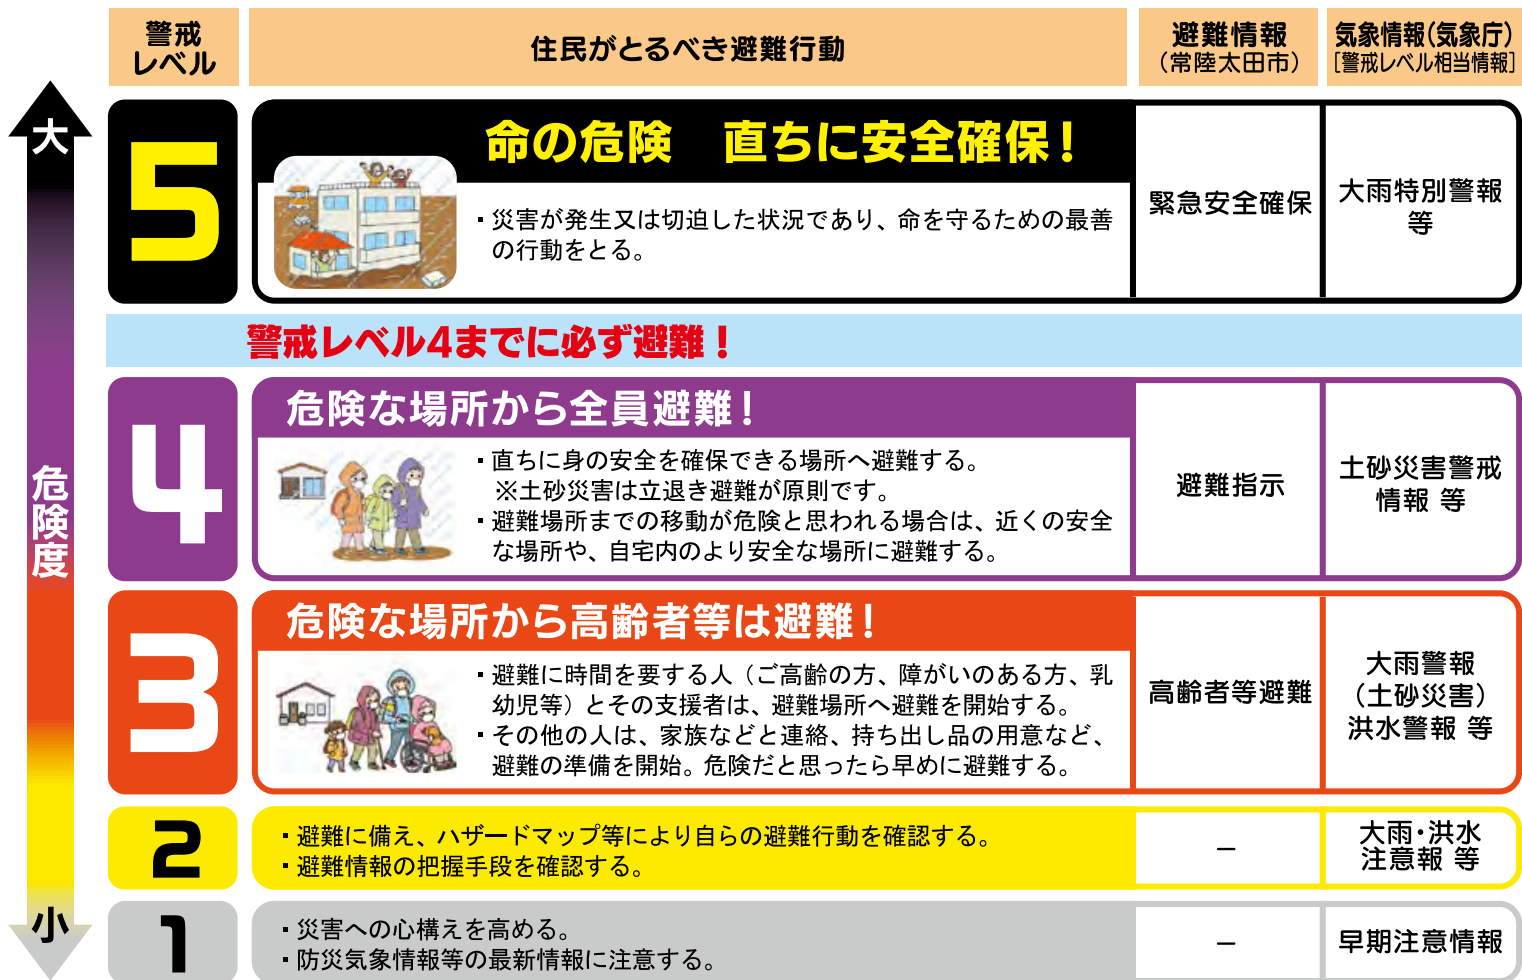 警戒
レベル
住民がとるべき避難行動
避難情報
（常陸太田市）
気象情報（気象庁）
［警戒レベル相当情報］
大
危険度
小
5
命の危険　直ちに安全確保！
・災害が発生又は切迫した状況であり、命を守るための最善
の行動をとる。
緊急安全確保
大雨特別警報
等
警戒レベル4までに必ず避難！
4
危険な場所から全員避難！
・直ちに身の安全を確保できる場所へ避難する。
※土砂災害は立退き避難が原則です。
・避難場所までの移動が危険と思われる場合は、近くの安全
な場所や、自宅内のより安全な場所に避難する。
避難指示
土砂災害警戒
情報 等
3
危険な場所から高齢者等は避難！
・避難に時間を要する人（ご高齢の方、障がいのある方、乳
幼児等）とその支援者は、避難場所へ避難を開始する。
・その他の人は、家族などと連絡、持ち出し品の用意など、
避難の準備を開始。危険だと思ったら早めに避難する。
高齢者等避難
大雨警報
（土砂災害）
洪水警報 等
2
・避難に備え、ハザードマップ等により自らの避難行動を確認する。
・避難情報の把握手段を確認する。
－
大雨・洪水
注意報 等
1
・災害への心構えを高める。
・防災気象情報等の最新情報に注意する。
－
早期注意情報